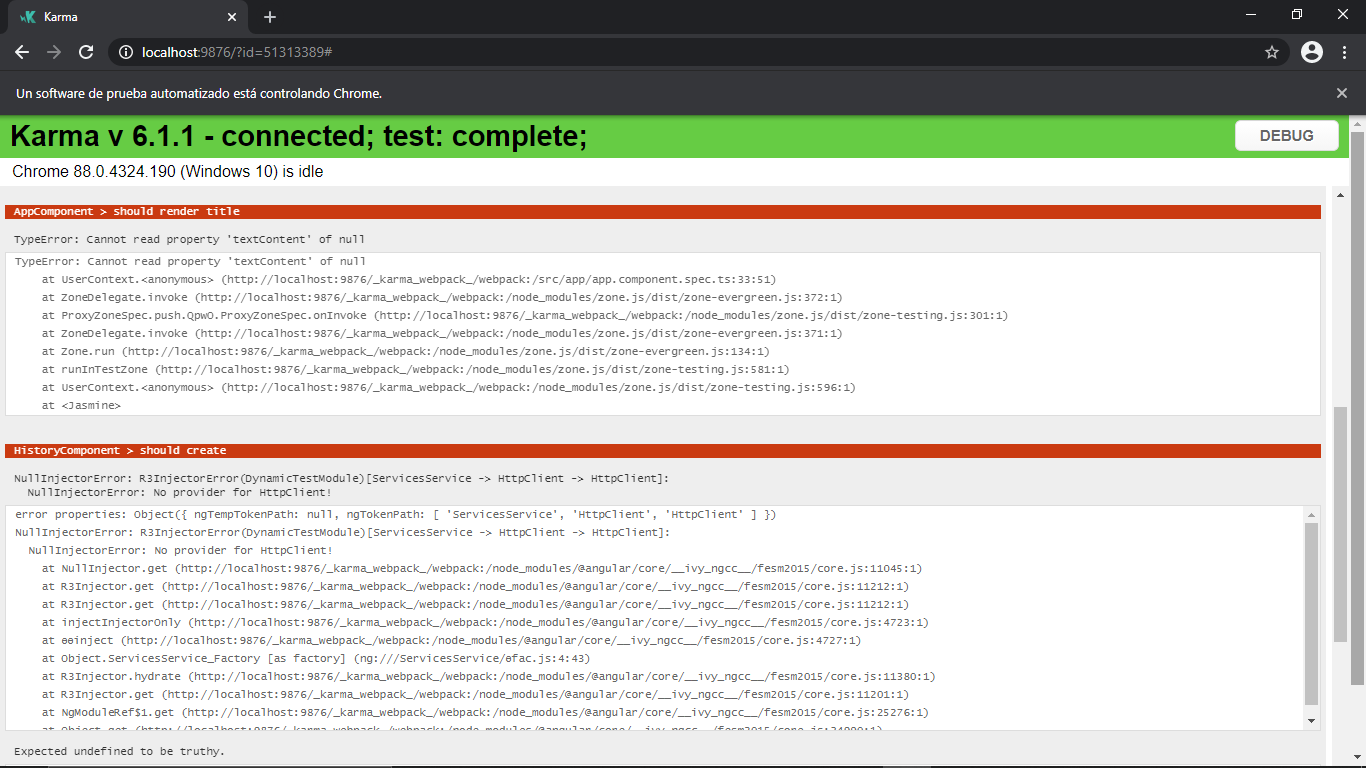 Karma
localhost:9876/?id=51313389#
Un software de prueba automatizado está controlando Chrome.
Karma v 6.1.1 - connected; test: complete;
DEBUG
Chrome 88.0.4324.190 (Windows 10) is idle
AppComponent > should render title
TypeError: Cannot read property 'textContent' of null
TypeError: Cannot read property 'textContent' of null
at UserContext.<anonymous> (http://localhost:9876/_karma_webpack_/webpack:/src/app/app.component.spec.ts:33:51)
at ZoneDelegate.invoke (http://localhost:9876/_karma_webpack_/webpack:/node_modules/zone.js/dist/zone-evergreen.js:372:1)
at ProxyZoneSpec.push.QpwO.ProxyZoneSpec.onInvoke (http://localhost:9876/_karma_webpack_/webpack:/node_modules/zone.js/dist/zone-testing.js:301:1)
at ZoneDelegate.invoke (http://localhost:9876/_karma_webpack_/webpack:/node_modules/zone.js/dist/zone-evergreen.js:371:1)
at Zone.run (http://localhost:9876/_karma_webpack_/webpack:/node_modules/zone.js/dist/zone-evergreen.js:134:1)
at runInTestZone (http://localhost:9876/_karma_webpack_/webpack:/node_modules/zone.js/dist/zone-testing.js:581:1)
at UserContext.<anonymous> (http://localhost:9876/_karma_webpack_/webpack:/node_modules/zone.js/dist/zone-testing.js:596:1)
at <Jasmine>
HistoryComponent > should create
NullInjectorError: R3InjectorError(DynamicTestModule)[ServicesService -> HttpClient -> HttpClient]:
NullInjectorError: No provider for HttpClient!
error properties: Object({ ngTempTokenPath: null, ngTokenPath: [ 'ServicesService', 'HttpClient', 'HttpClient' ] })
NullInjectorError: R3InjectorError(DynamicTestModule)[ServicesService -> HttpClient -> HttpClient]:
NullInjectorError: No provider for HttpClient!
at NullInjector.get (http://localhost:9876/_karma_webpack_/webpack:/node_modules/@angular/core/__ivy_ngcc__/fesm2015/core.js:11045:1)
at R3Injector.get (http://localhost:9876/_karma_webpack_/webpack:/node_modules/@angular/core/__ivy_ngcc__/fesm2015/core.js:11212:1)
at R3Injector.get (http://localhost:9876/_karma_webpack_/webpack:/node_modules/@angular/core/__ivy_ngcc__/fesm2015/core.js:11212:1)
at injectInjectorOnly (http://localhost:9876/_karma_webpack_/webpack:/node_modules/@angular/core/__ivy_ngcc__/fesm2015/core.js:4723:1)
at ɵɵinject (http://localhost:9876/_karma_webpack_/webpack:/node_modules/@angular/core/__ivy_ngcc__/fesm2015/core.js:4727:1)
at Object.ServicesService_Factory [as factory] (ng:///ServicesService/ɵfac.js:4:43)
at R3Injector.hydrate (http://localhost:9876/_karma_webpack_/webpack:/node_modules/@angular/core/__ivy_ngcc__/fesm2015/core.js:11380:1)
at R3Injector.get (http://localhost:9876/_karma_webpack_/webpack:/node_modules/@angular/core/__ivy_ngcc__/fesm2015/core.js:11201:1)
at NgModuleRef$1.get (http://localhost:9876/_karma_webpack_/webpack:/node_modules/@angular/core/__ivy_ngcc__/fesm2015/core.js:25276:1)
Expected undefined to be truthy.